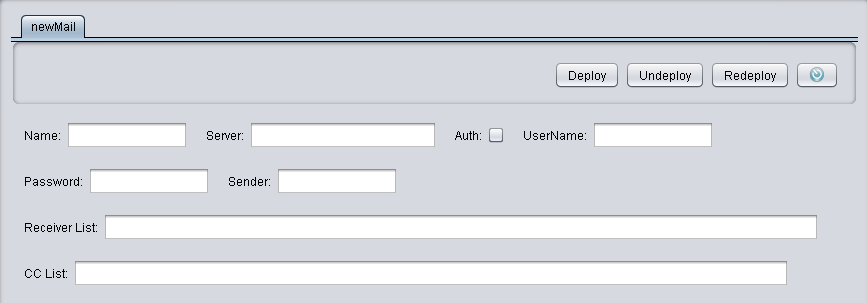 newMail
Deploy Undeploy Redeploy
Name: Server: Auth: UserName:
Password: Sender:
Receiver List:
CC List: